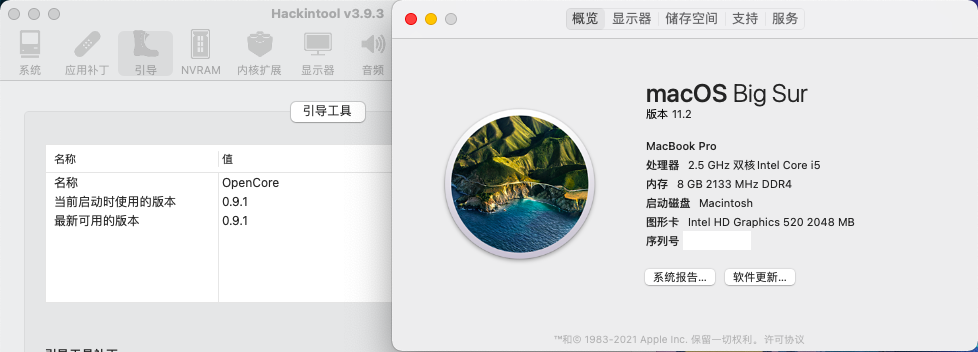 Hackintool v3.9.3
系统 应用补丁 引导 NVRAM 内核扩展 显示器 音频
引导工具
名称 值
名称 OpenCore
当前启动时使用的版本 0.9.1
最新可用的版本 0.9.1
概览 显示器 储存空间 支持 服务
macOS Big Sur
版本 11.2
MacBook Pro
处理器 2.5 GHz 双核Intel Core i5
内存 8 GB 2133 MHz DDR4
启动磁盘 Macintosh
图形卡 Intel HD Graphics 520 2048 MB
序列号
系统报告... 软件更新...
™和© 1983-2021 Apple Inc. 保留一切权利。许可协议